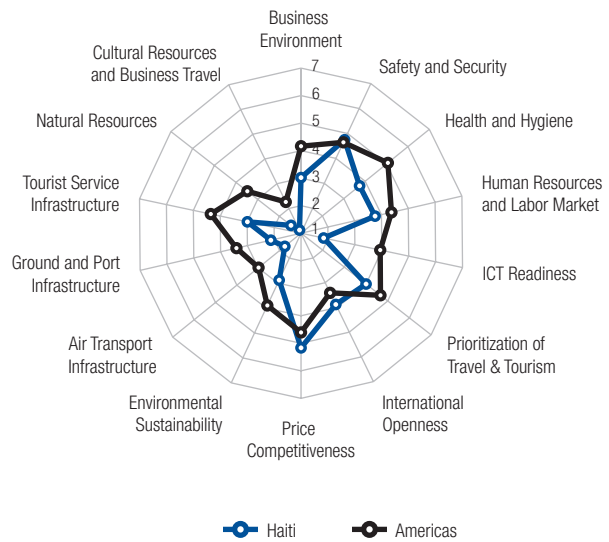 Business
Environment
Safety and Security
Health and Hygiene
Human Resources
and Labor Market
ICT Readiness
Prioritization of
Travel & Tourism
International
Openness
Price
Competitiveness
Environmental
Sustainability
Air Transport
Infrastructure
Ground and Port
Infrastructure
Tourist Service
Infrastructure
Natural Resources
Cultural Resources
and Business Travel
7
6
5
4
3
2
1
Haiti
Americas